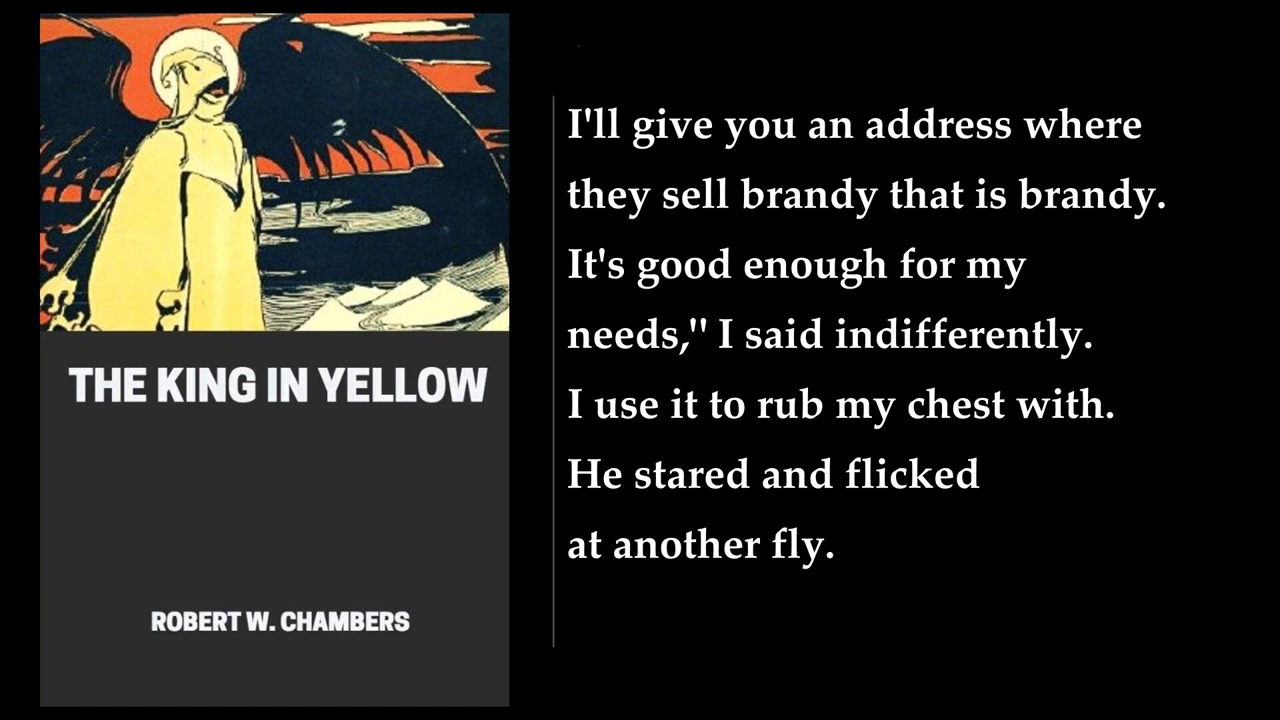 THE KING IN YELLOW
ROBERT W. CHAMBERS
I'll give you an address where
they sell brandy that is brandy.
It's good enough for my
needs," I said indifferently.
I use it to rub my chest with.
He stared and flicked
at another fly.